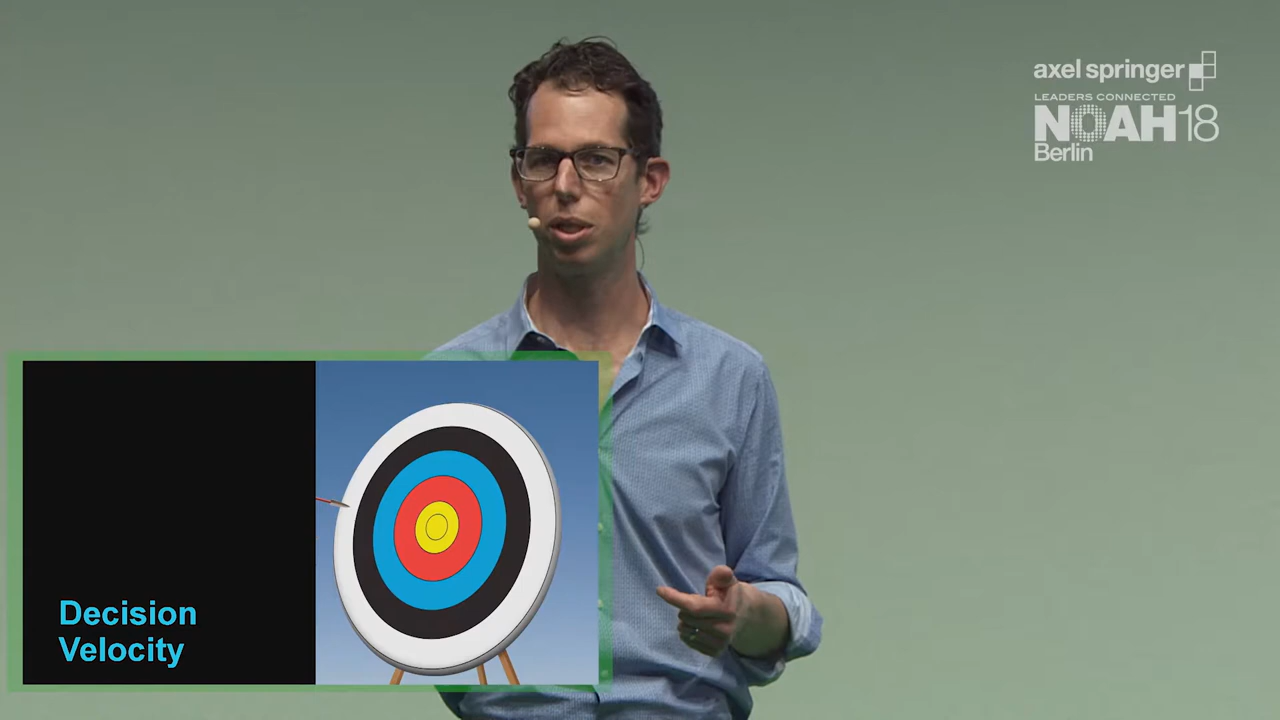 axel springer
LEADERS CONNECTED
NOAH18
Berlin
Decision
Velocity